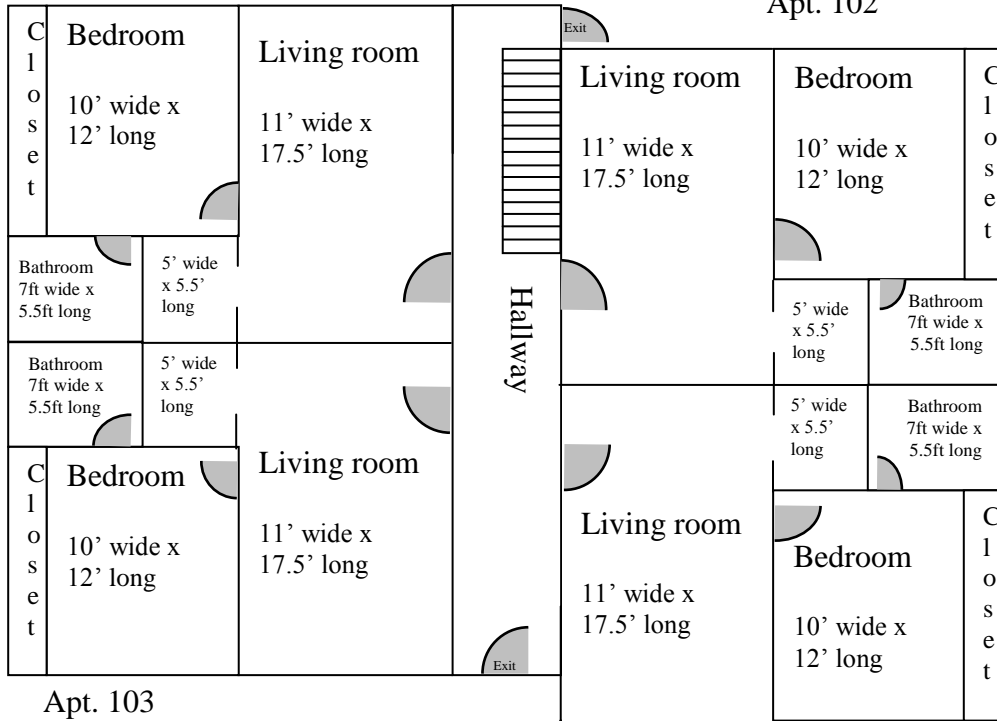 Apt. 102
Exit
Closet
Bedroom
10’ wide x
12’ long
Living room
11’ wide x
17.5’ long
Living room
11’ wide x
17.5’ long
Bedroom
10’ wide x
12’ long
Closet
Bathroom
7ft wide x
5.5ft long
5’ wide
x 5.5’
long
Hallway
5’ wide
x 5.5’
long
Bathroom
7ft wide x
5.5ft long
Bathroom
7ft wide x
5.5ft long
5’ wide
x 5.5’
long
5’ wide
x 5.5’
long
Bathroom
7ft wide x
5.5ft long
Closet
Bedroom
10’ wide x
12’ long
Living room
11’ wide x
17.5’ long
Living room
11’ wide x
17.5’ long
Bedroom
10’ wide x
12’ long
Closet
Exit
Apt. 103